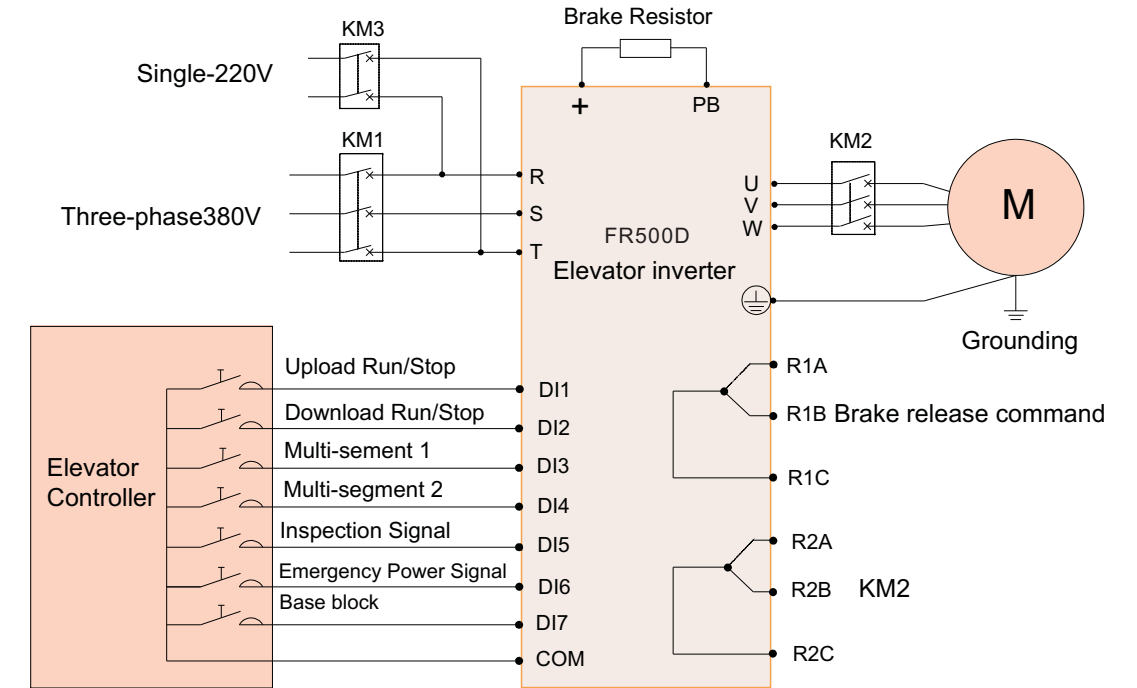 Brake Resistor
KM3
Single-220V
+
PB
KM1
KM2
R
U
Three-phase380V
S
V
M
W
FR500D
T
Elevator inverter
Grounding
Upload Run/Stop
R1A
DI1
Download Run/Stop
R1B Brake release command
DI2
Multi-sement 1
Elevator
Controller
DI3
R1C
Multi-segment 2
DI4
Inspection Signal
R2A
DI5
Emergency Power Signal
DI6
R2B KM2
Base block
DI7
COM
R2C